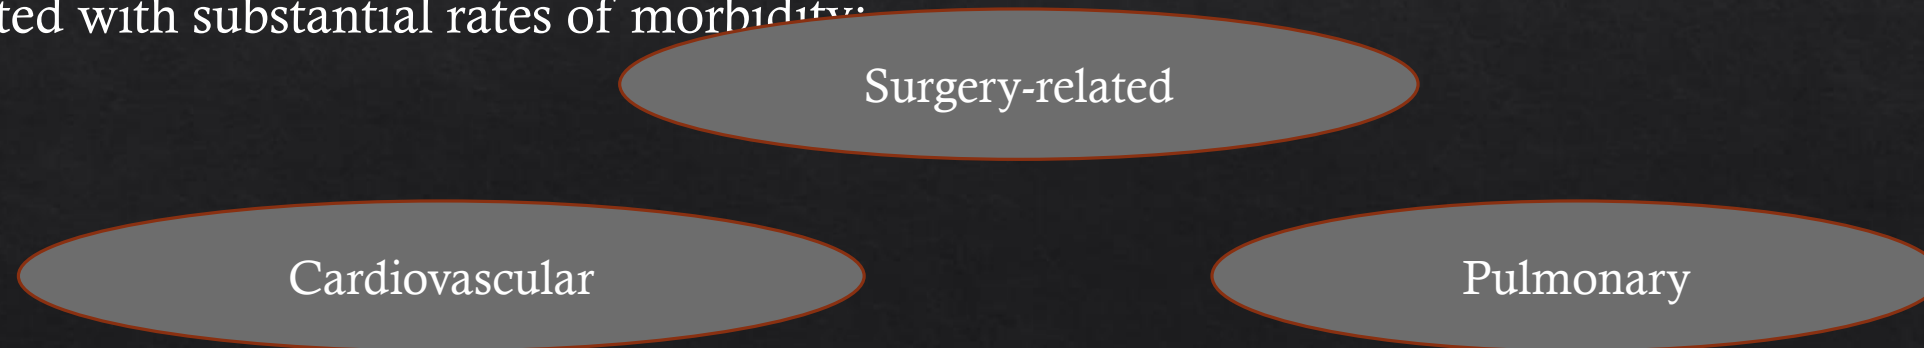 ted with substantial rates of morbidity:
Surgery-related
Cardiovascular
Pulmonary